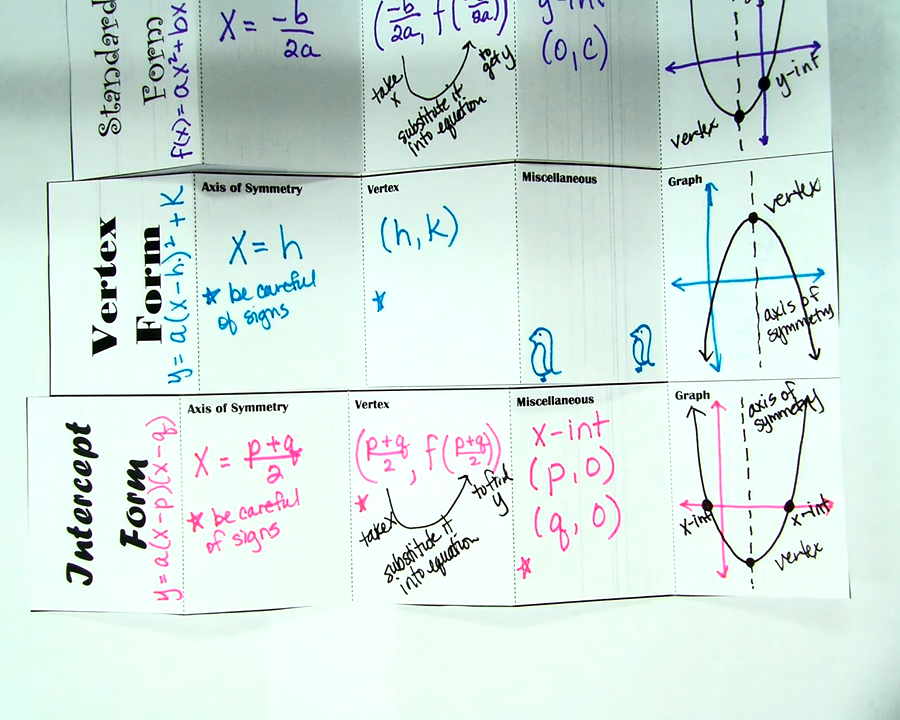 Standard
Form
f(x) = ax² + bx
X = -b/2a
(-b/2a, f(-b/2a))
take
x
substitute it
into equation
to
get y
y-int
(0, c)
y-int
vertex
Vertex
Form
y = a(x-h)² + K
Axis of Symmetry
X = h
* be careful
of signs
Vertex
(h, k)
*
Miscellaneous
Graph
vertex
axis of
symmetry
Intercept
Form
y = a(x-p)(x-q)
Axis of Symmetry
X = p+q/2
* be careful
of signs
Vertex
(p+q/2, f(p+q/2))
*
take x
substitute it
into equation
to find
y
Miscellaneous
x-int
(p, 0)
(q, 0)
*
Graph
axis of
symmetry
x-int
x-int
vertex